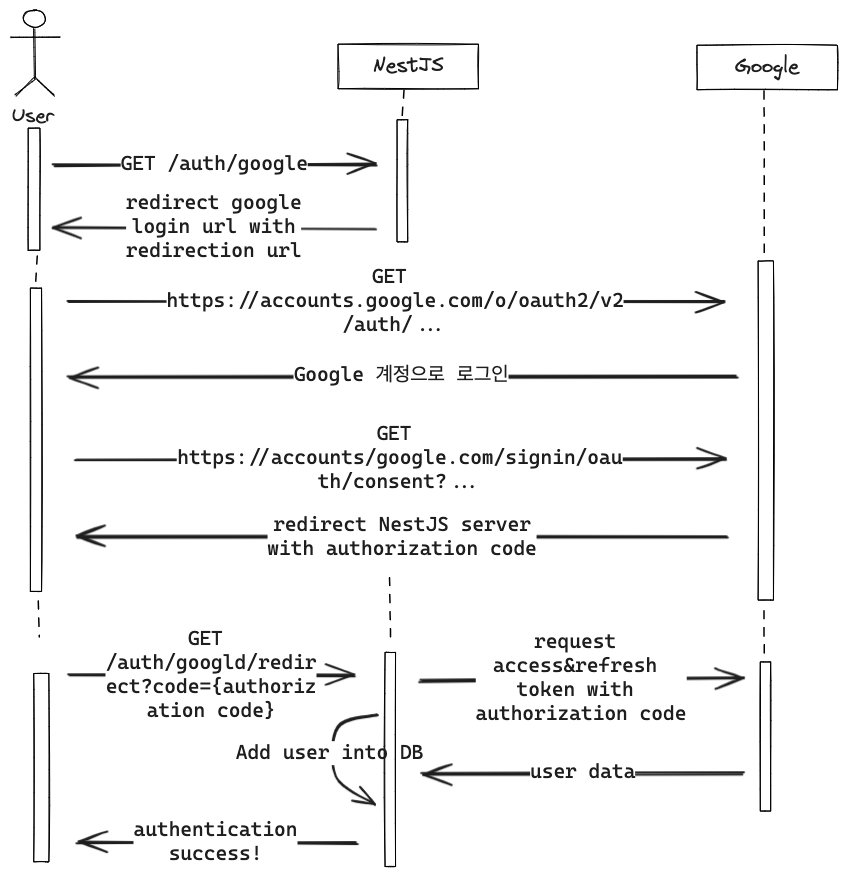 NestJS
Google
User
GET /auth/google
redirect google
login url with
redirection url
GET
https://accounts.google.com/o/oauth2/v2
/auth/...
Google 계정으로 로그인
GET
https://accounts/google.com/signin/oau
th/consent?...
redirect NestJS server
with authorization code
GET
/auth/googld/redir
ect?code={authoriz
ation code}
request
access&refresh
token with
authorization code
Add user into DB
user data
authentication
success!